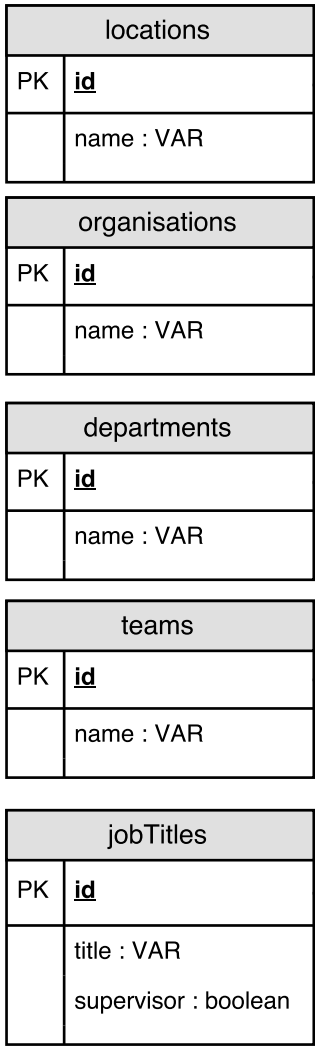 locations
PK id
name : VAR
organisations
PK id
name : VAR
departments
PK id
name : VAR
teams
PK id
name : VAR
jobTitles
PK id
title : VAR
supervisor : boolean